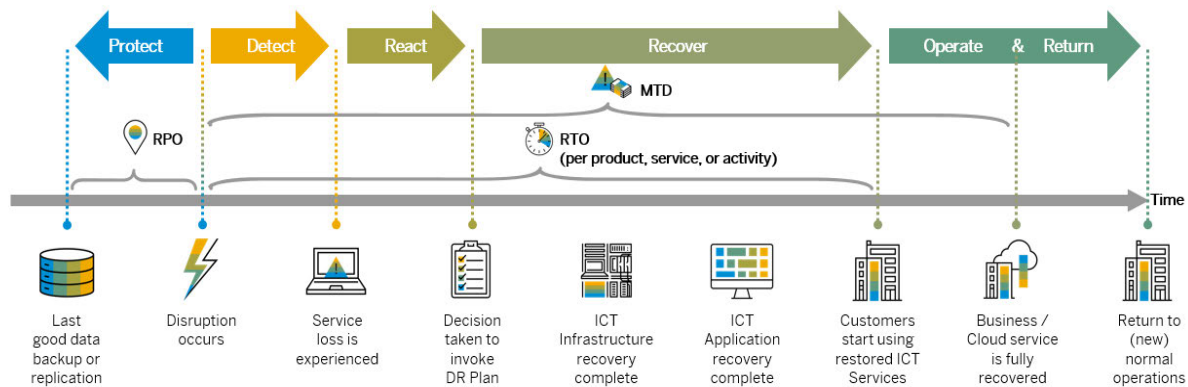 Protect
Detect
React
Recover
Operate & Return
MTD
RPO
RTO
(per product, service, or activity)
Time
Last
good data
backup or
replication
Disruption
occurs
Service
loss is
experienced
Decision
taken to
invoke
DR Plan
ICT
Infrastructure
recovery
complete
ICT
Application
recovery
complete
Customers
start using
restored ICT
Services
Business /
Cloud service
is fully
recovered
Return to
(new)
normal
operations